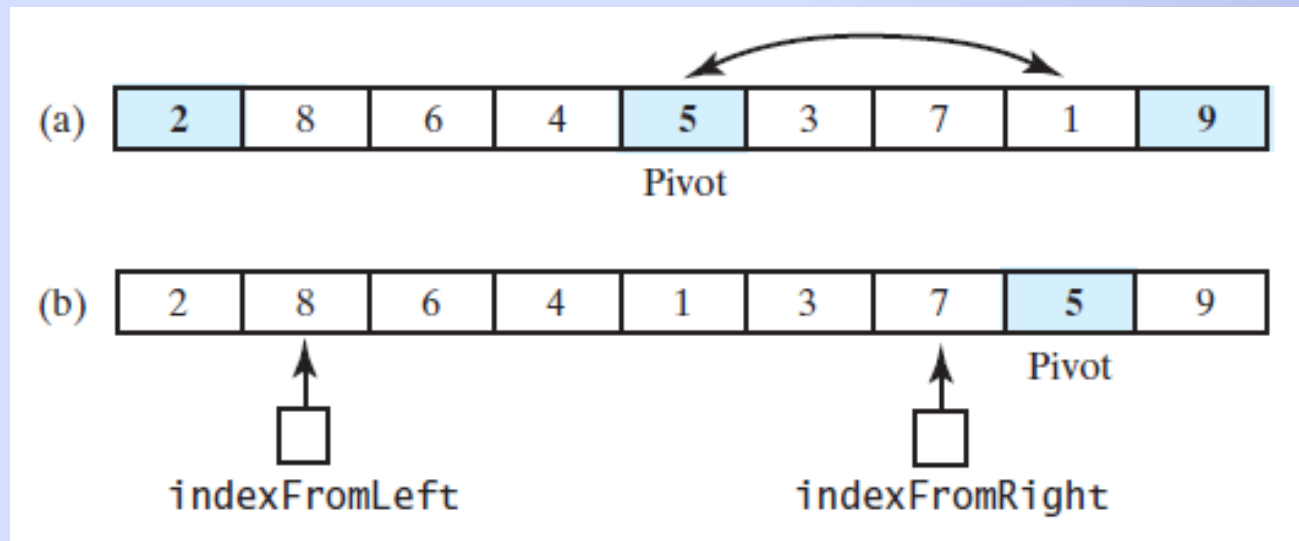 (a) 2 8 6 4 5 3 7 1 9
Pivot
(b) 2 8 6 4 1 3 7 5 9
Pivot
indexFromLeft indexFromRight